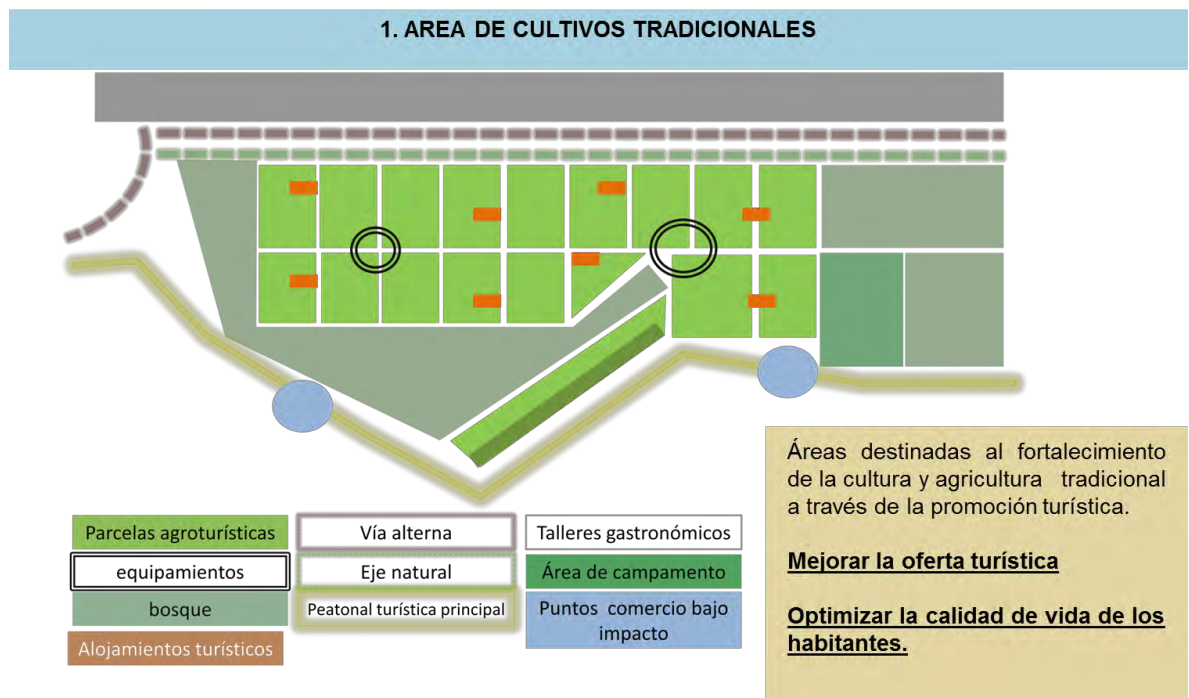 1. AREA DE CULTIVOS TRADICIONALES
Áreas destinadas al fortalecimiento
de la cultura y agricultura tradicional
a través de la promoción turística.
Mejorar la oferta turística
Optimizar la calidad de vida de los
habitantes.
Parcelas agroturísticas
equipamientos
bosque
Alojamientos turísticos
Vía alterna
Eje natural
Peatonal turística principal
Talleres gastronómicos
Área de campamento
Puntos comercio bajo
impacto